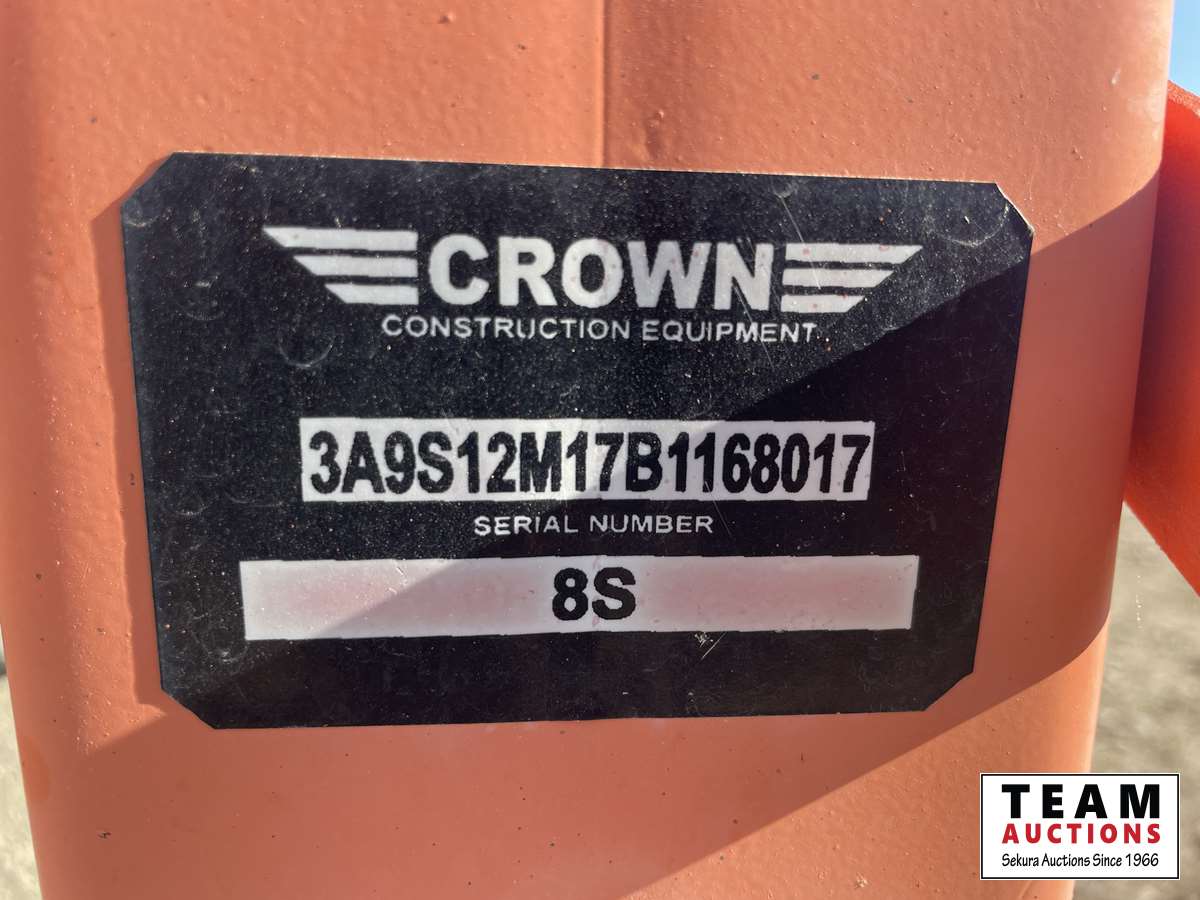 CROWN
CONSTRUCTION EQUIPMENT
3A9S12M17B1168017
SERIAL NUMBER
8S
TEAM
AUCTIONS
Sekura Auctions Since 1966